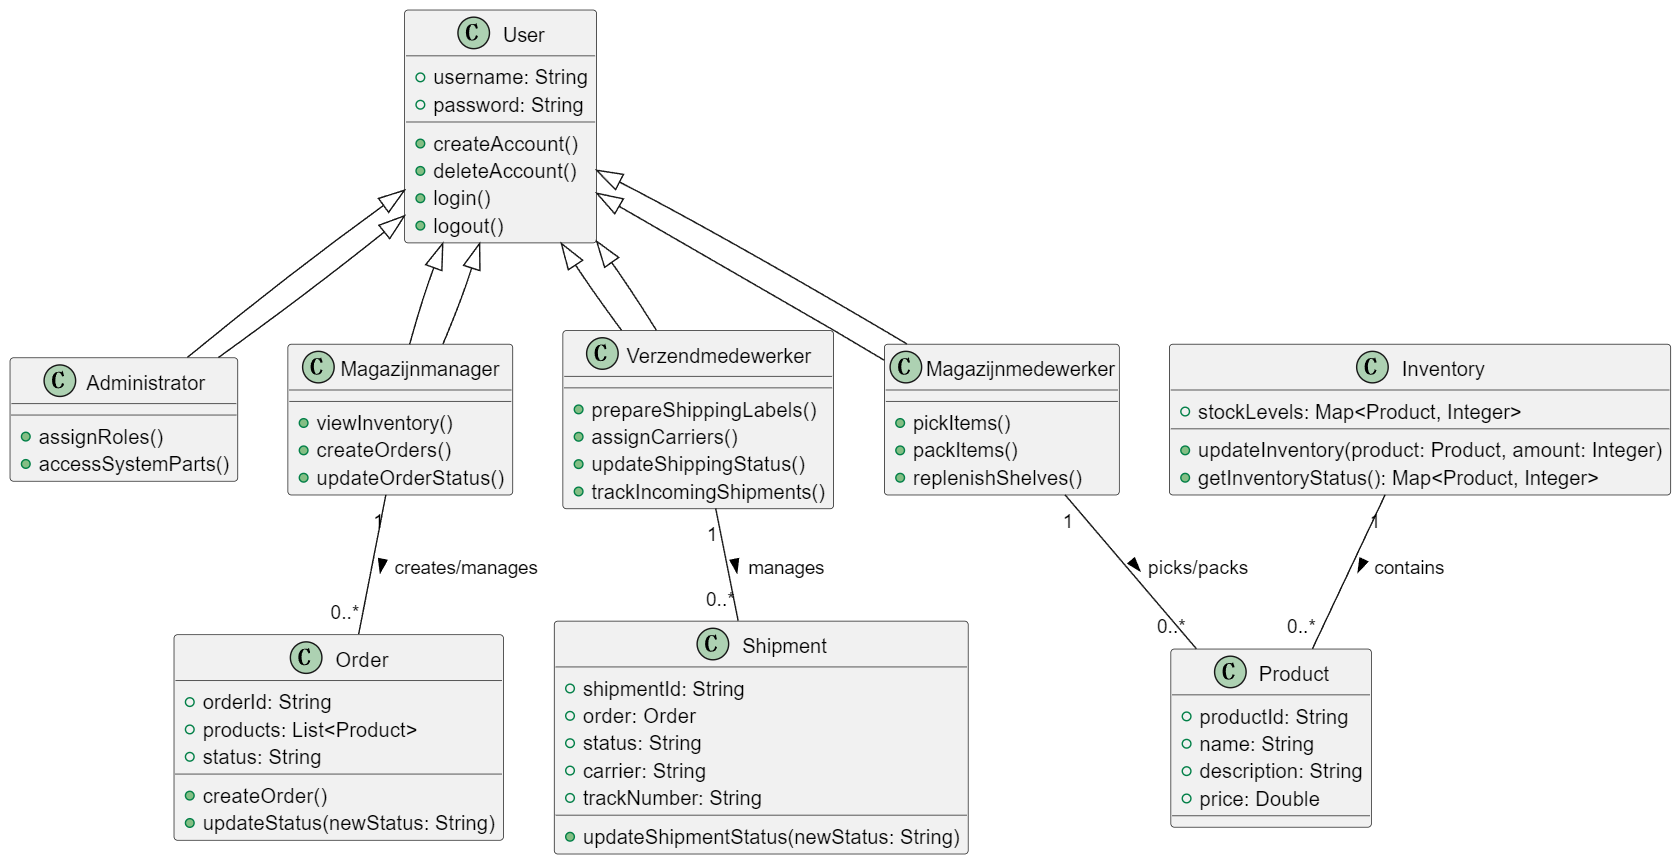 C User
username: String
password: String
createAccount()
deleteAccount()
login()
logout()
C Administrator
assignRoles()
accessSystemParts()
C Magazijnmanager
viewInventory()
createOrders()
updateOrderStatus()
C Verzendmedewerker
prepareShippingLabels()
assignCarriers()
updateShippingStatus()
trackIncomingShipments()
C Magazijnmedewerker
pickItems()
packItems()
replenishShelves()
C Inventory
stockLevels: Map<Product, Integer>
updateInventory(product: Product, amount: Integer)
getInventoryStatus(): Map<Product, Integer>
1
creates/manages
0..*
1
manages
0..*
1
picks/packs
0..*
1
contains
0..*
C Order
orderId: String
products: List<Product>
status: String
createOrder()
updateStatus(newStatus: String)
C Shipment
shipmentId: String
order: Order
status: String
carrier: String
trackNumber: String
updateShipmentStatus(newStatus: String)
C Product
productId: String
name: String
description: String
price: Double